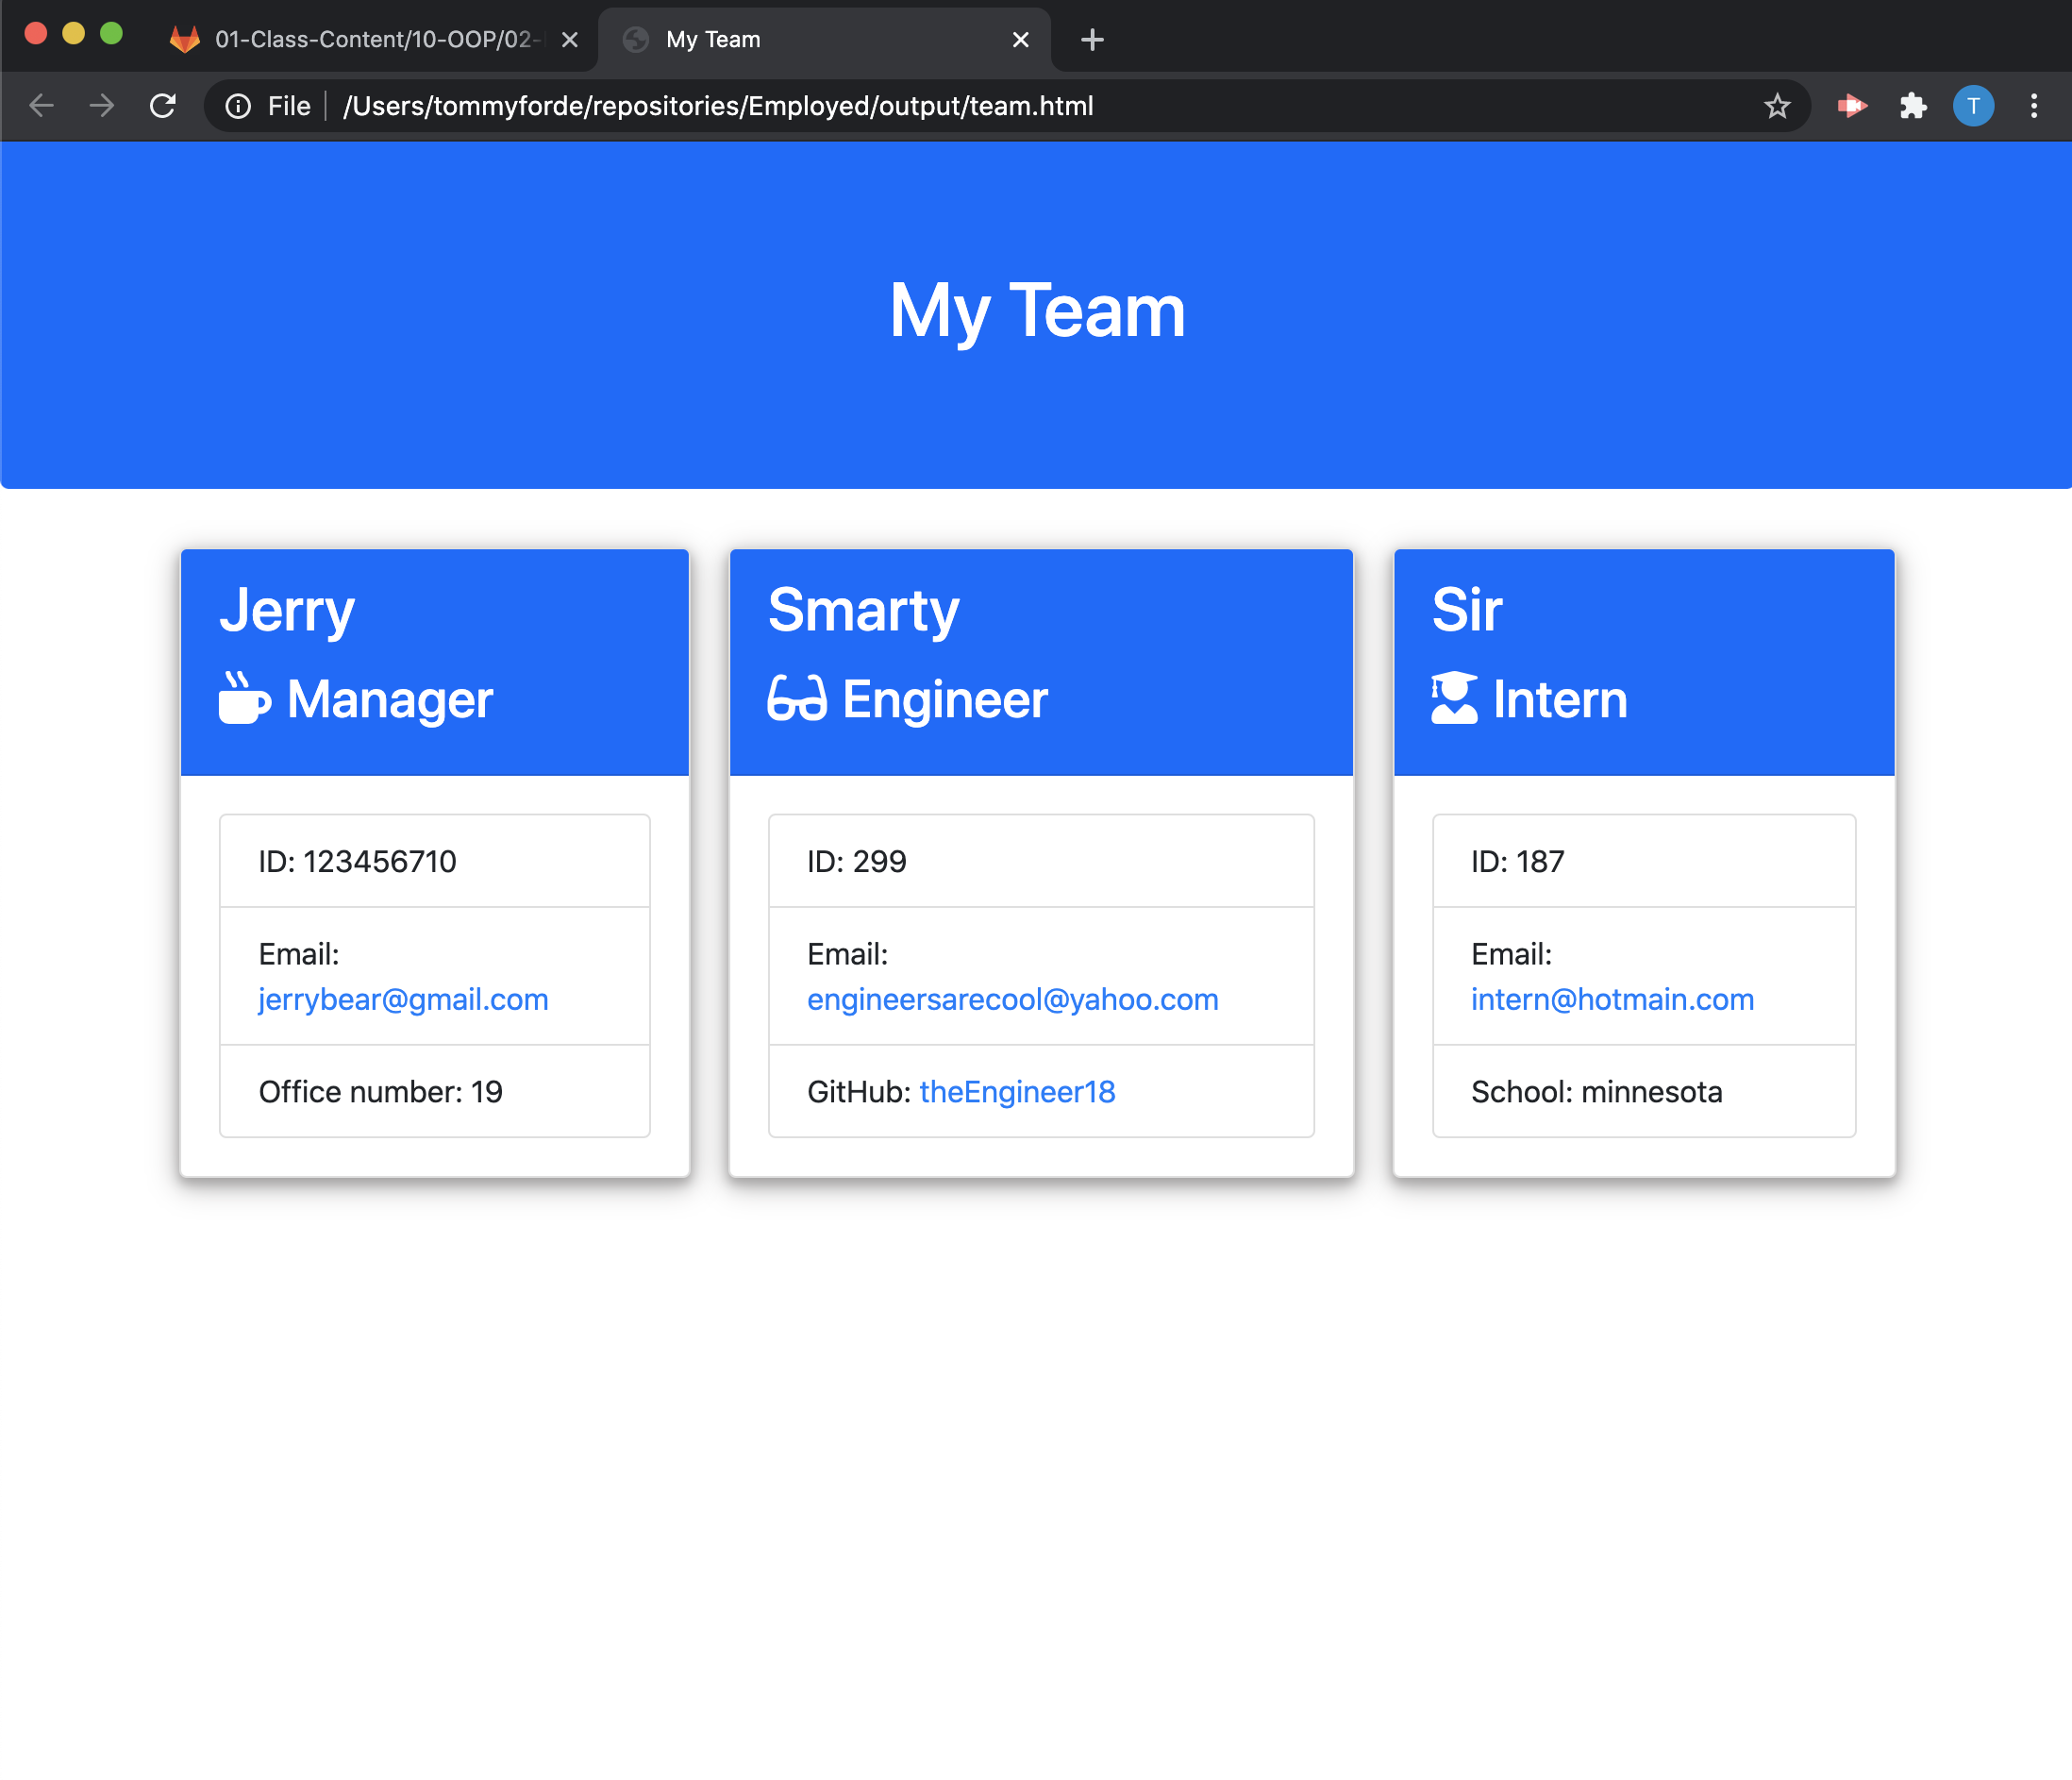 01-Class-Content/10-OOP/02-
My Team
File
/Users/tommyforde/repositories/Employed/output/team.html
T
My Team
Jerry
Manager
ID: 123456710
Email:
jerrybear@gmail.com
Office number: 19
Smarty
Engineer
ID: 299
Email:
engineersarecool@yahoo.com
GitHub: theEngineer18
Sir
Intern
ID: 187
Email:
intern@hotmain.com
School: minnesota